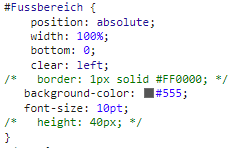 #Fussbereich {
    position: absolute;
    width: 100%;
    bottom: 0;
    clear: left;
/*   border: 1px solid #FF0000; */
   background-color: #555;
   font-size: 10pt;
/*   height: 40px; */
}